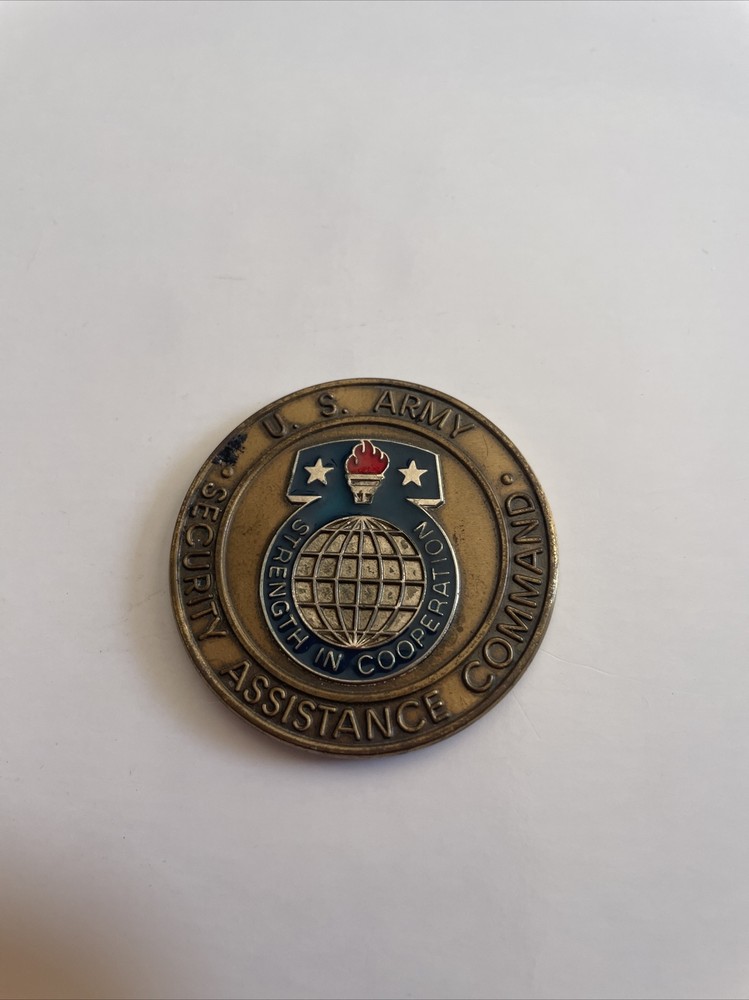 U. S. ARMY
• SECURITY ASSISTANCE COMMAND •
STRENGTH IN COOPERATION